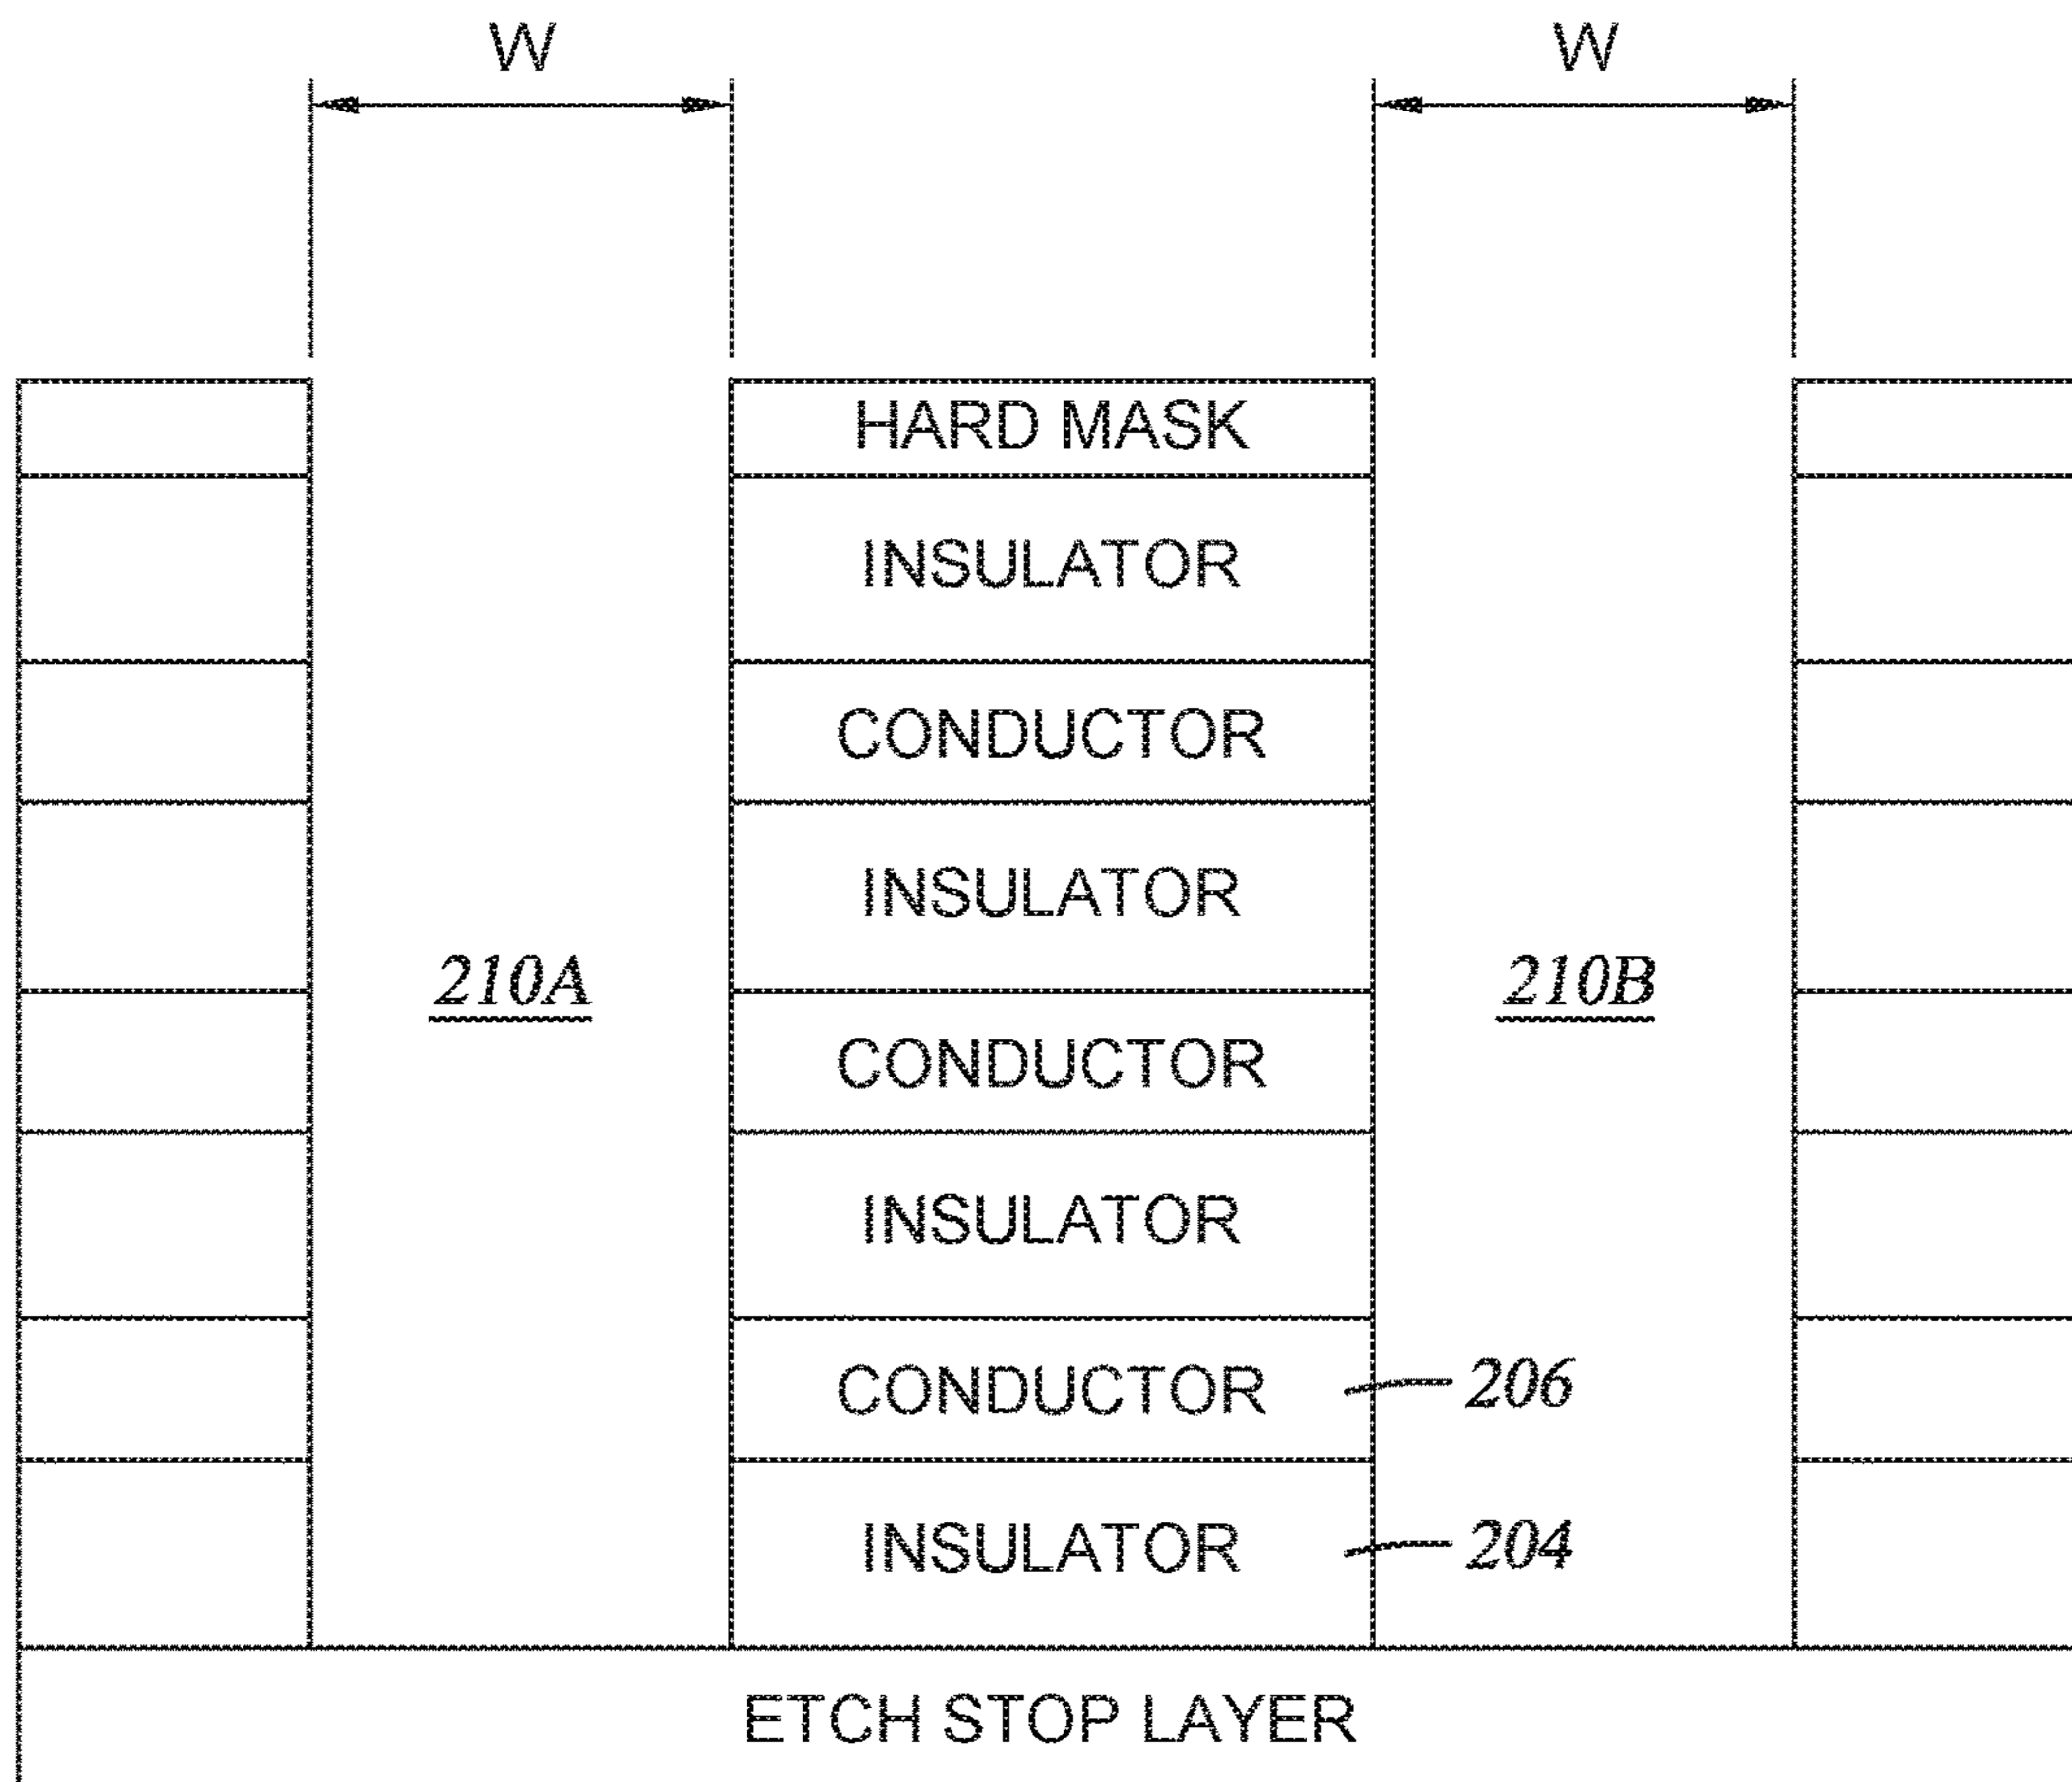 W
W
HARD MASK
INSULATOR
CONDUCTOR
INSULATOR
210A
210B
CONDUCTOR
INSULATOR
CONDUCTOR
206
INSULATOR
204
ETCH STOP LAYER